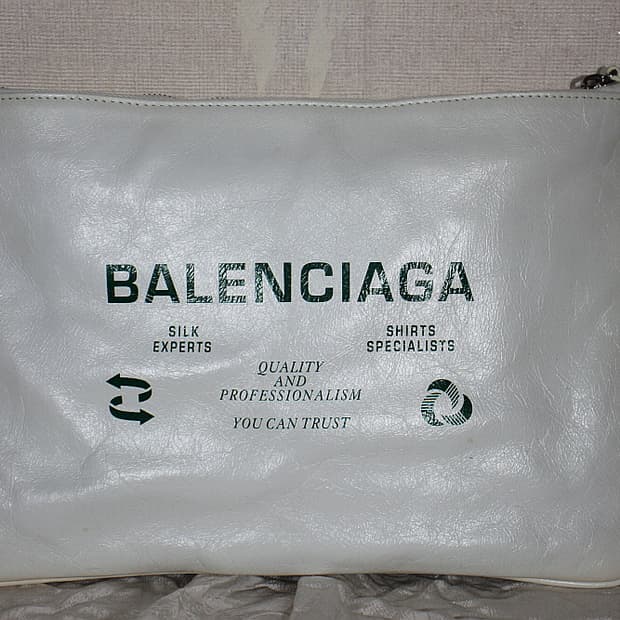 BALENCIAGA
SILK
EXPERTS
SHIRTS
SPECIALISTS
QUALITY
AND
PROFESSIONALISM
YOU CAN TRUST